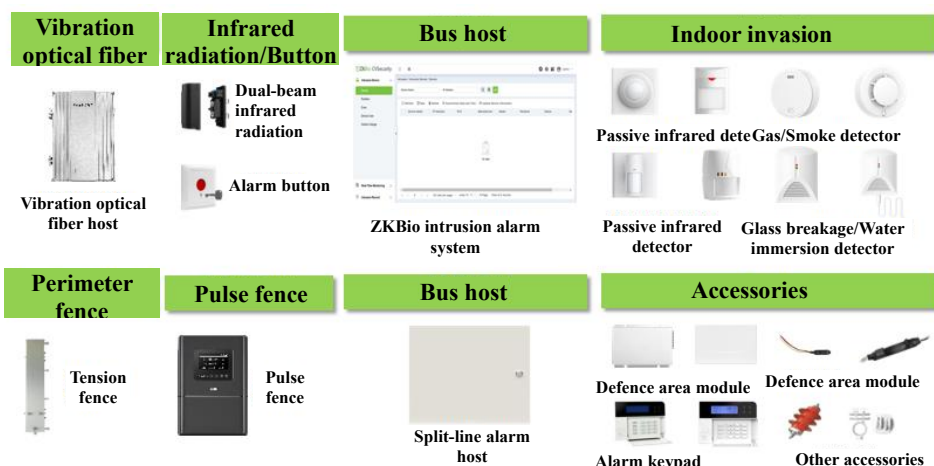 Vibration
optical fiber
Infrared
radiation/Button
Bus host
Indoor invasion
Dual-beam
infrared
radiation
Alarm button
Vibration optical
fiber host
ZKBio intrusion alarm
system
Passive infrared dete
Gas/Smoke detector
Passive infrared
detector
Glass breakage/Water
immersion detector
Perimeter
fence
Pulse fence
Bus host
Accessories
Tension
fence
Pulse
fence
Split-line alarm
host
Defence area module
Defence area module
Alarm keypad
Other accessories